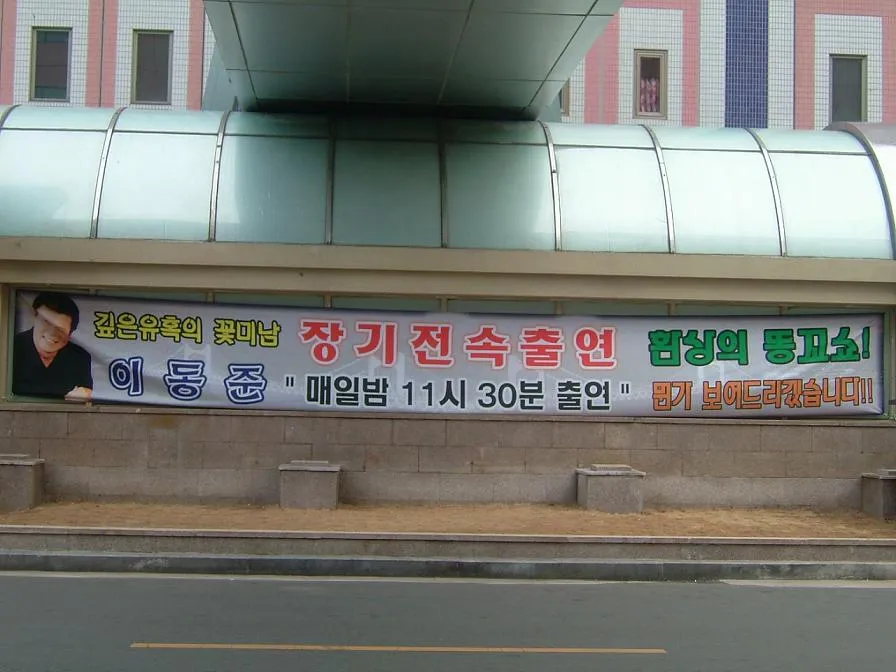 깊은유혹의 꽃미남
이동준
장기전속출연
" 매일밤 11시 30분 출연 "
환상의 똥꼬쇼!
뭔가 보여드리겠습니다!!